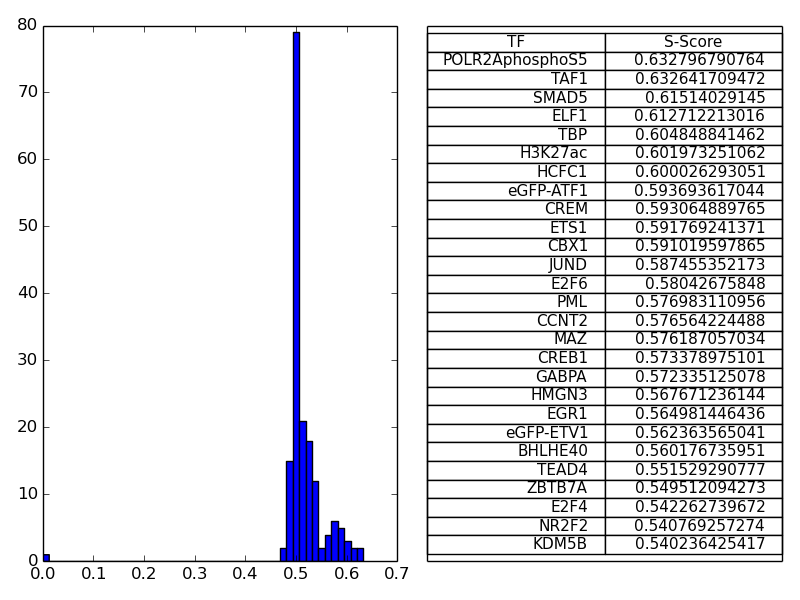 80
70
60
50
40
30
20
10
0
0.0 0.1 0.2 0.3 0.4 0.5 0.6 0.7
TF S-Score
POLR2AphosphoS5 0.632796790764
TAF1 0.632641709472
SMAD5 0.61514029145
ELF1 0.612712213016
TBP 0.604848841462
H3K27ac 0.601973251062
HCFC1 0.600026293051
eGFP-ATF1 0.593693617044
CREM 0.593064889765
ETS1 0.591769241371
CBX1 0.591019597865
JUND 0.587455352173
E2F6 0.58042675848
PML 0.576983110956
CCNT2 0.576564224488
MAZ 0.576187057034
CREB1 0.573378975101
GABPA 0.572335125078
HMGN3 0.567671236144
EGR1 0.564981446436
eGFP-ETV1 0.562363565041
BHLHE40 0.560176735951
TEAD4 0.551529290777
ZBTB7A 0.549512094273
E2F4 0.542262739672
NR2F2 0.540769257274
KDM5B 0.540236425417